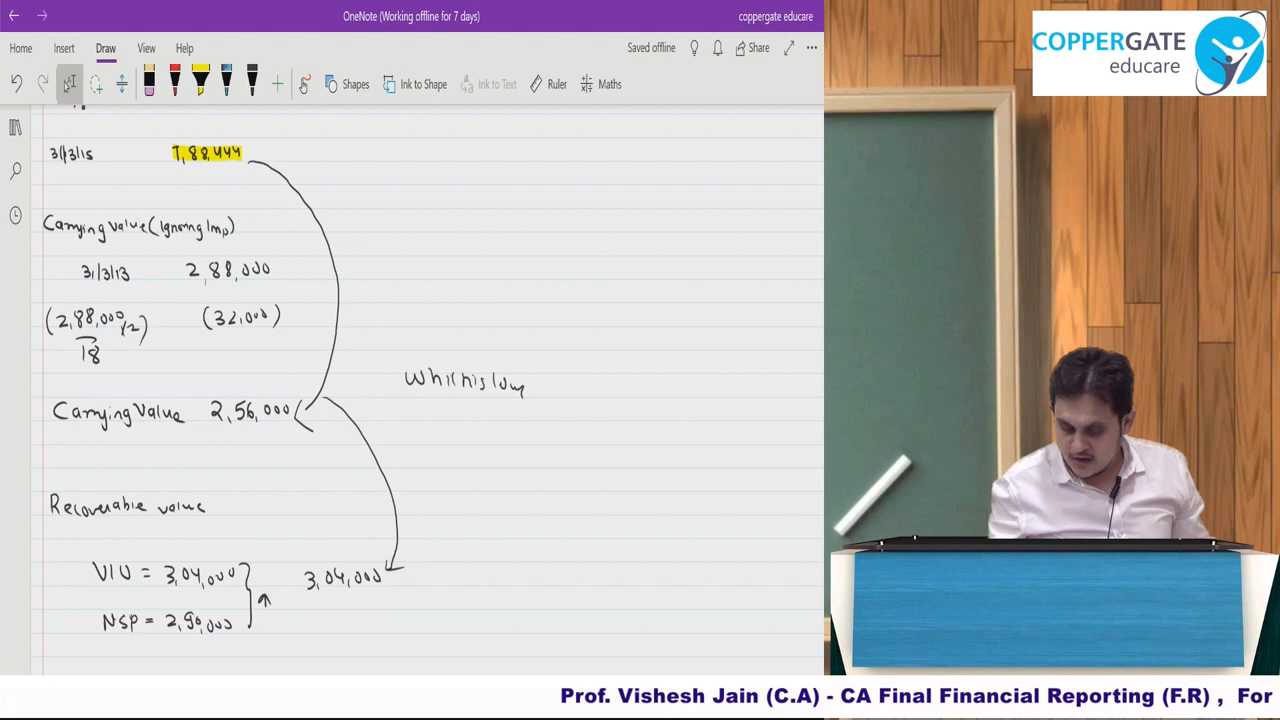 OneNote (Working offline for 7 days)
coppergate educare
Home Insert Draw View Help
Saved offline
Share
Shapes
Ink to Shape
Ink to Text
Ruler
Maths
COPPERGATE
educare
31/3/15 1,88,444
Carrying Value (Ignoring Imp)
31/3/13 2,88,000
(2,88,000/18 /2) (32,000)
Carrying Value 2,56,000
Which is low
Recoverable value
VIU = 3,04,000
3,04,000
NSP = 2,90,000
Prof. Vishesh Jain (C.A) - CA Final Financial Reporting (F.R) , For